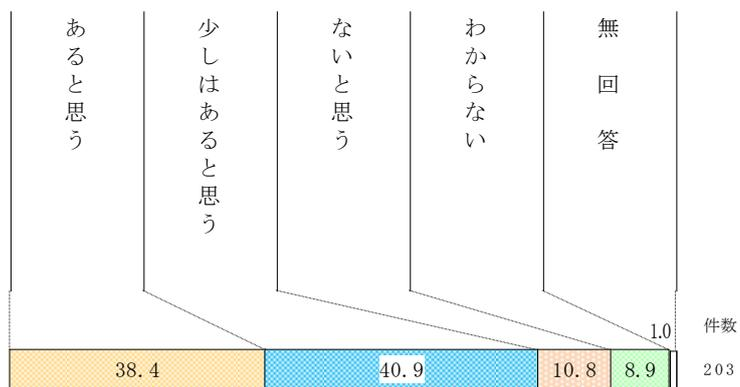 あると思う
少しはあると思う
ないと思う
わからない
無回答
1.0
件数
38.4
40.9
10.8
8.9
203